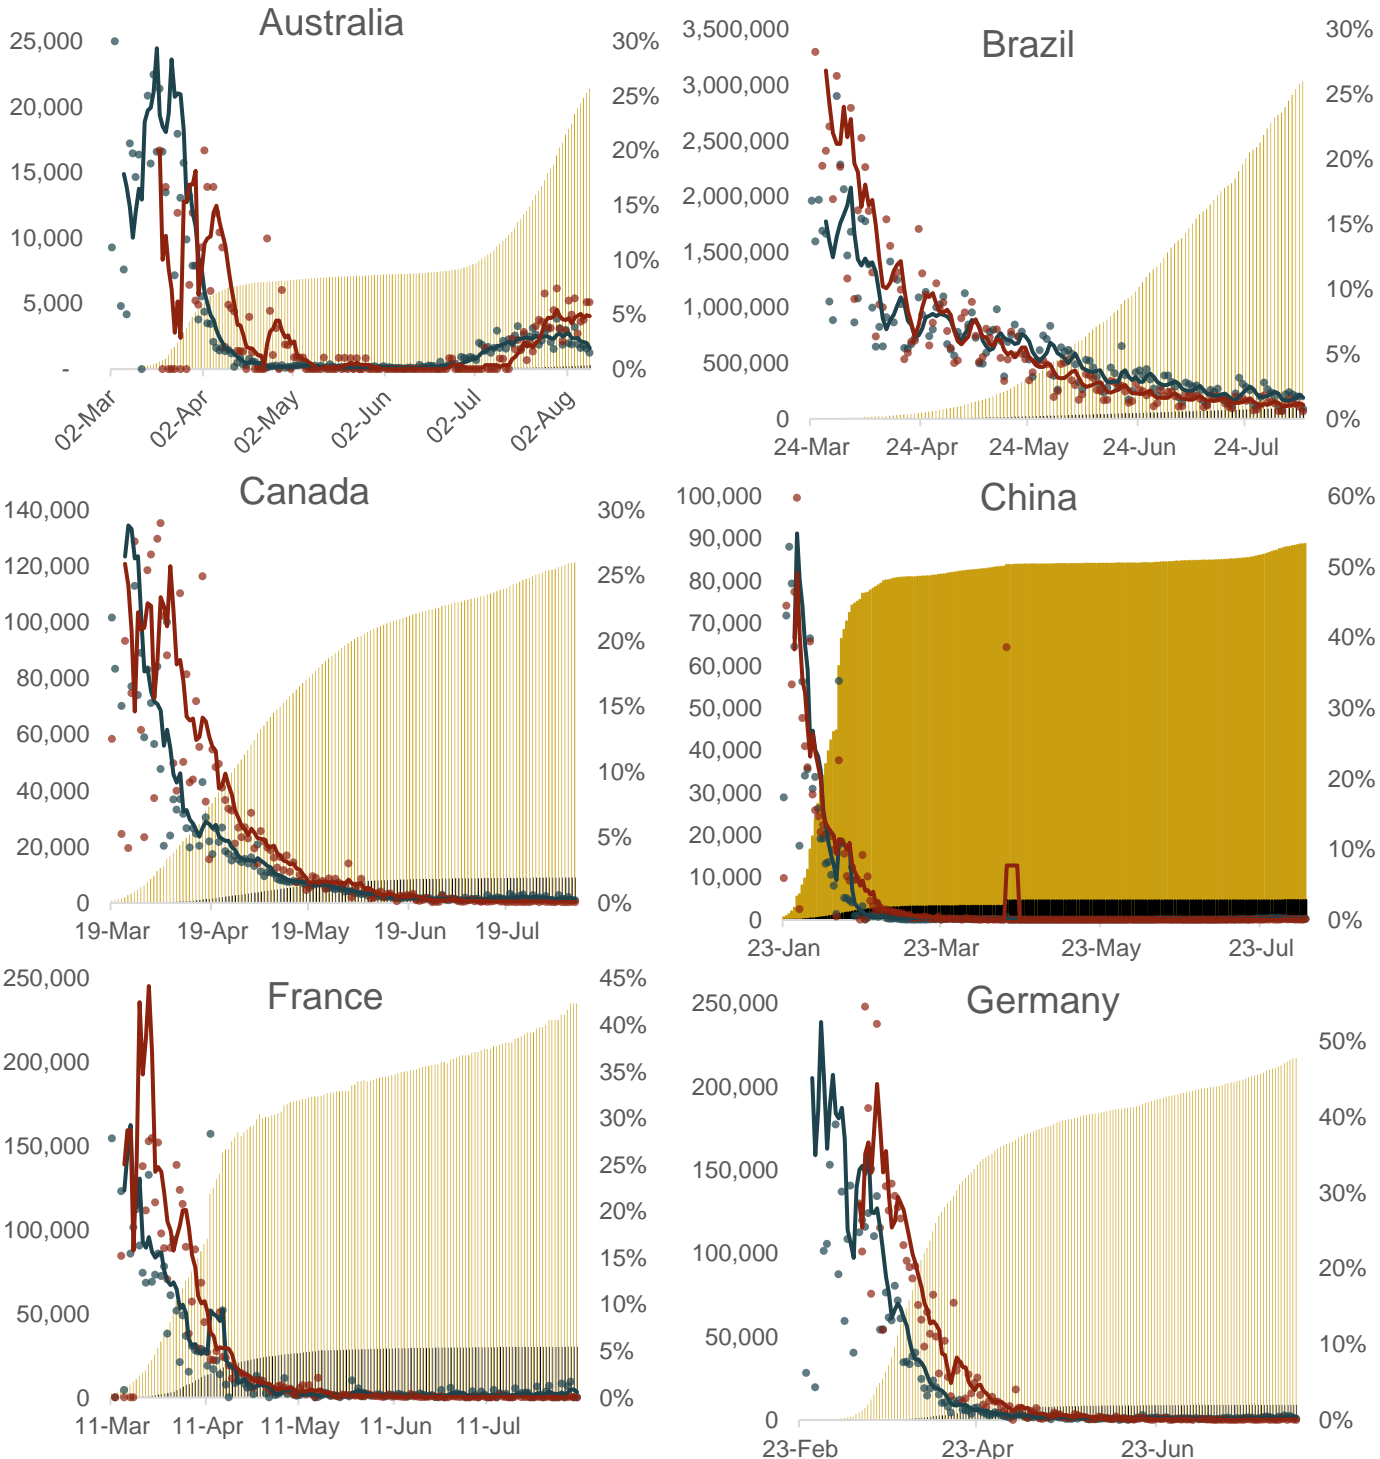 Australia
25,000
20,000
15,000
10,000
5,000
-
30%
25%
20%
15%
10%
5%
0%
02-Mar
02-Apr
02-May
02-Jun
02-Jul
02-Aug
Brazil
3,500,000
3,000,000
2,500,000
2,000,000
1,500,000
1,000,000
500,000
0
30%
25%
20%
15%
10%
5%
0%
24-Mar
24-Apr
24-May
24-Jun
24-Jul
Canada
140,000
120,000
100,000
80,000
60,000
40,000
20,000
0
30%
25%
20%
15%
10%
5%
0%
19-Mar
19-Apr
19-May
19-Jun
19-Jul
China
100,000
90,000
80,000
70,000
60,000
50,000
40,000
30,000
20,000
10,000
0
60%
50%
40%
30%
20%
10%
0%
23-Jan
23-Mar
23-May
23-Jul
France
250,000
200,000
150,000
100,000
50,000
0
45%
40%
35%
30%
25%
20%
15%
10%
5%
0%
11-Mar
11-Apr
11-May
11-Jun
11-Jul
Germany
250,000
200,000
150,000
100,000
50,000
0
50%
40%
30%
20%
10%
0%
23-Feb
23-Apr
23-Jun